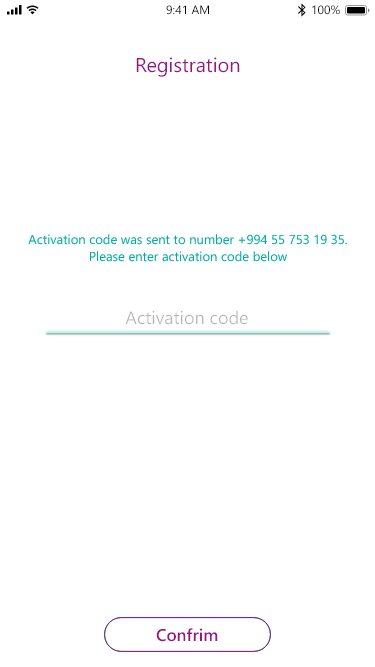 9:41 AM
100%
Registration
Activation code was sent to number +994 55 753 19 35.
Please enter activation code below
Activation code
Confrim